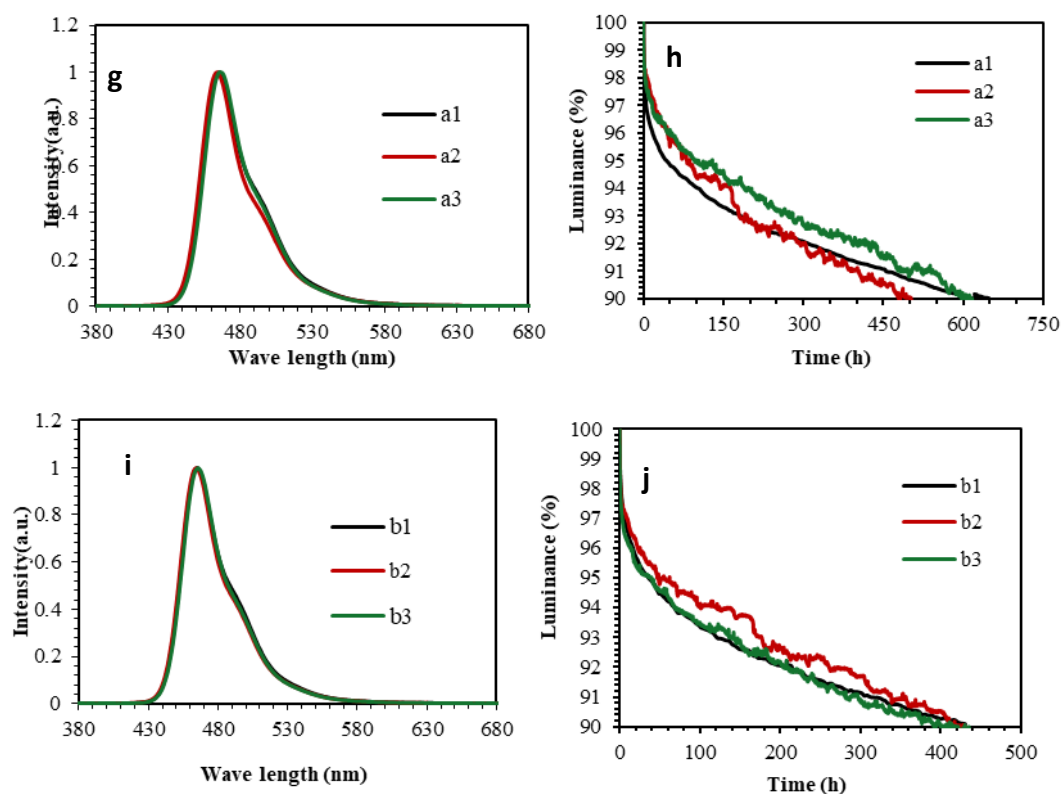 g
Intensity(a.u.)
1.2
1
0.8
0.6
0.4
0.2
0
380 430 480 530 580 630 680
Wave length (nm)
a1
a2
a3
h
Luminance (%)
100
99
98
97
96
95
94
93
92
91
90
0 150 300 450 600 750
Time (h)
a1
a2
a3
i
Intensity(a.u.)
1.2
1
0.8
0.6
0.4
0.2
0
380 480 580 680
Wave length (nm)
b1
b2
b3
j
Luminance (%)
100
99
98
97
96
95
94
93
92
91
90
0 100 200 300 400 500
Time (h)
b1
b2
b3